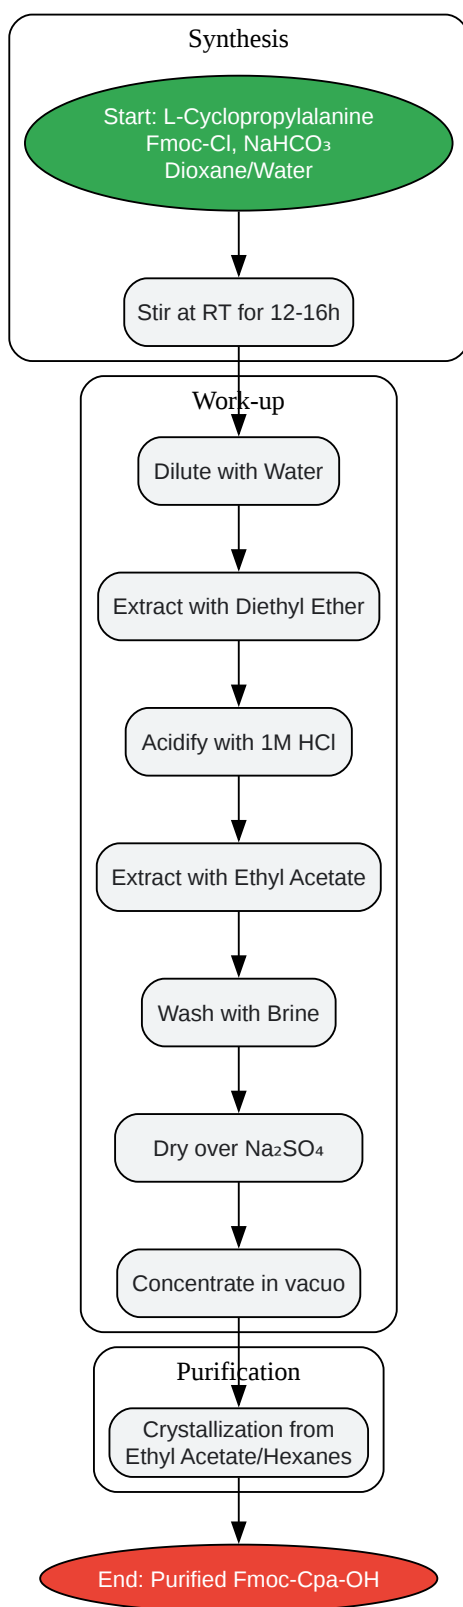 Synthesis
Start: L-Cyclopropylalanine
Fmoc-Cl, NaHCO₃
Dioxane/Water
Stir at RT for 12-16h
Work-up
Dilute with Water
Extract with Diethyl Ether
Acidify with 1M HCl
Extract with Ethyl Acetate
Wash with Brine
Dry over Na₂SO₄
Concentrate in vacuo
Purification
Crystallization from
Ethyl Acetate/Hexanes
End: Purified Fmoc-Cpa-OH